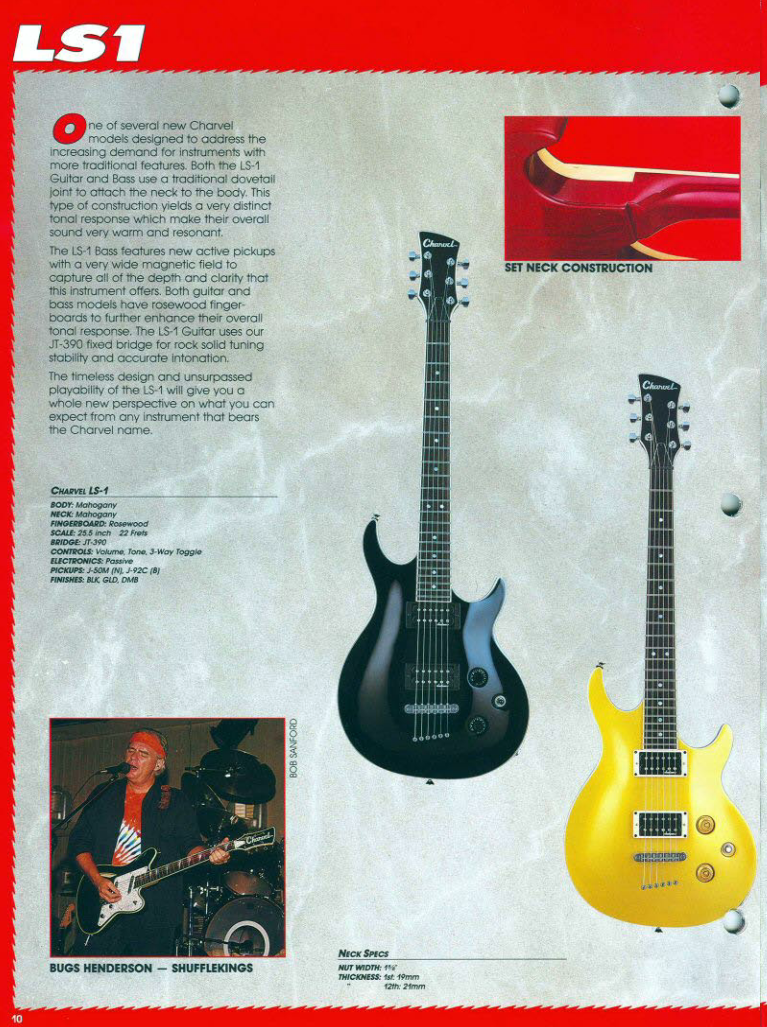 LS1
One of several new Charvel
models designed to address the
increasing demand for instruments with
more traditional features. Both the LS-1
Guitar and Bass use a traditional dovetail
joint to attach the neck to the body. This
type of construction yields a very distinct
tonal response which make their overall
sound very warm and resonant.
The LS-1 Bass features new active pickups
with a very wide magnetic field to
capture all of the depth and clarity that
this instrument offers. Both guitar and
bass models have rosewood finger-
boards to further enhance their overall
tonal response. The LS-1 Guitar uses our
JT-390 fixed bridge for rock solid tuning
stability and accurate intonation.
The timeless design and unsurpassed
playability of the LS-1 will give you a
whole new perspective on what you can
expect from any instrument that bears
the Charvel name.
SET NECK CONSTRUCTION
Charvel
Charvel
CHARVEL LS-1
BODY: Mahogany
NECK: Mahogany
FINGERBOARD: Rosewood
SCALE: 25.5 inch 22 Frets
BRIDGE: JT-390
CONTROLS: Volume, Tone, 3-Way Toggle
ELECTRONICS: Passive
PICKUPS: J-50M (N), J-92C (B)
FINISHES: BLK, GLD, DMB
BOB SANFORD
Charvel
BUGS HENDERSON — SHUFFLEKINGS
NECK SPECS
NUT WIDTH:
THICKNESS: 1st: 19mm
" 12th: 21mm
10